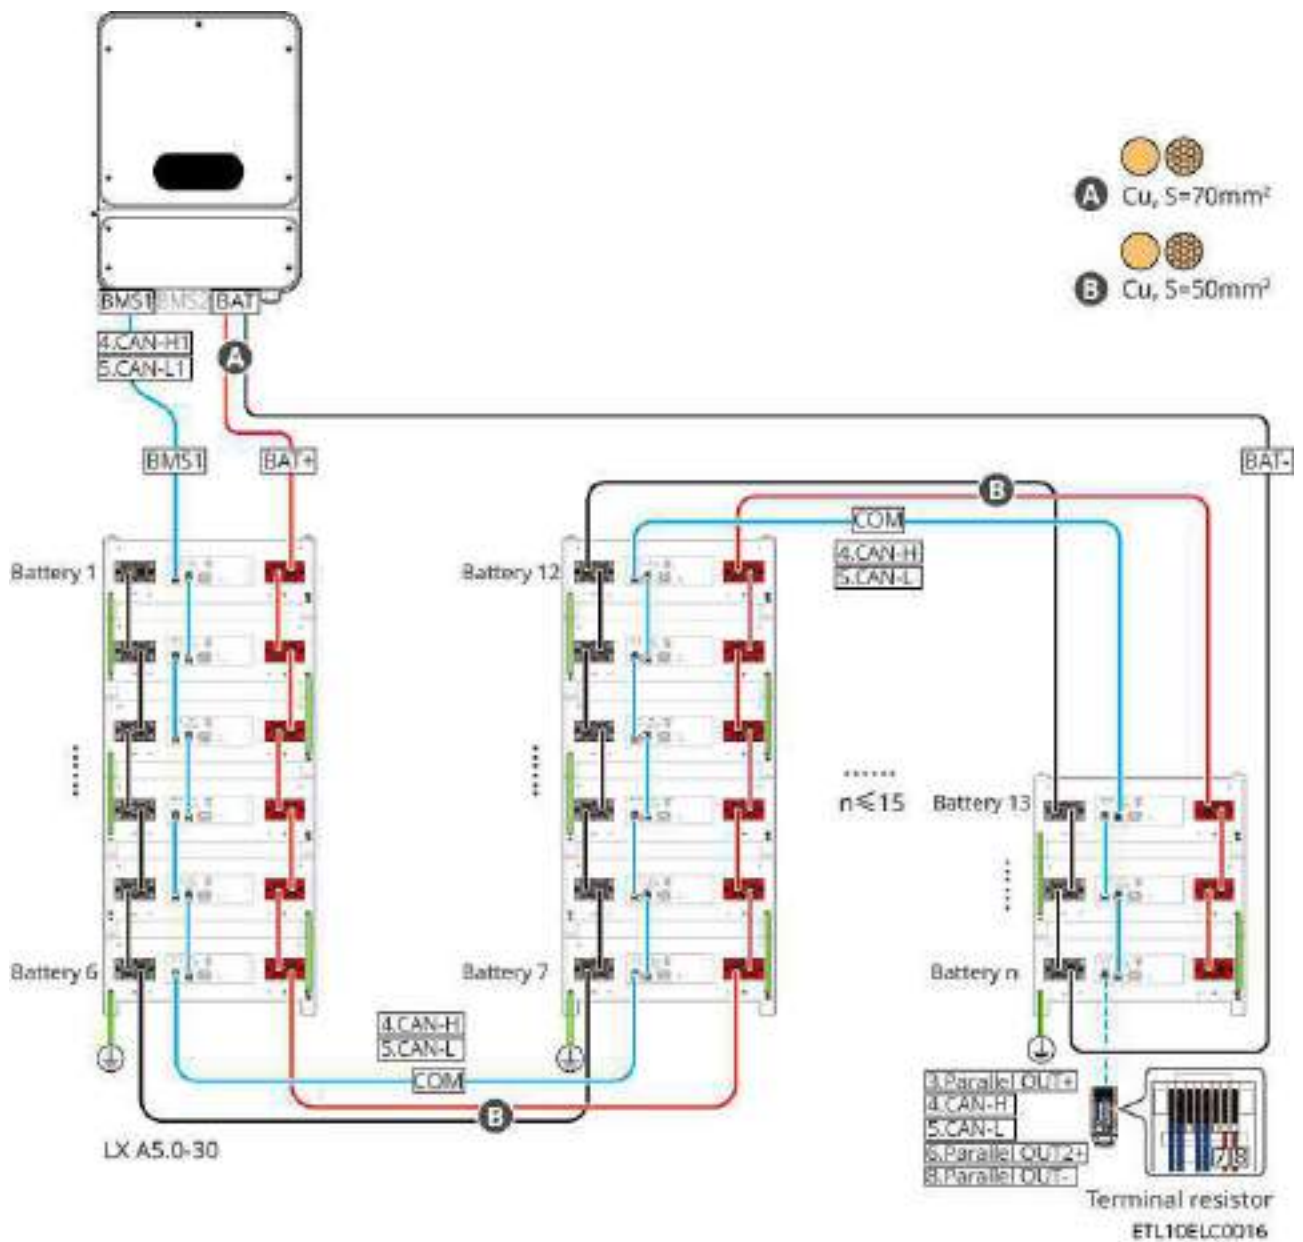 A Cu, S=70mm²
B Cu, S=50mm²
BMS1 BMS2 BAT
4.CAN-H1
5.CAN-L1
A
BMS1 BAT+ BAT-
B
COM
4.CAN-H
5.CAN-L
Battery 1 Battery 12
n≤15 Battery 13
Battery 6 Battery 7 Battery n
4.CAN-H
5.CAN-L
COM
B
3.Parallel OUT+
4.CAN-H
5.CAN-L
6.Parallel OUT2+
8.Parallel OUT-
7 8
LX A5.0-30
Terminal resistor
ETL10ELC0016